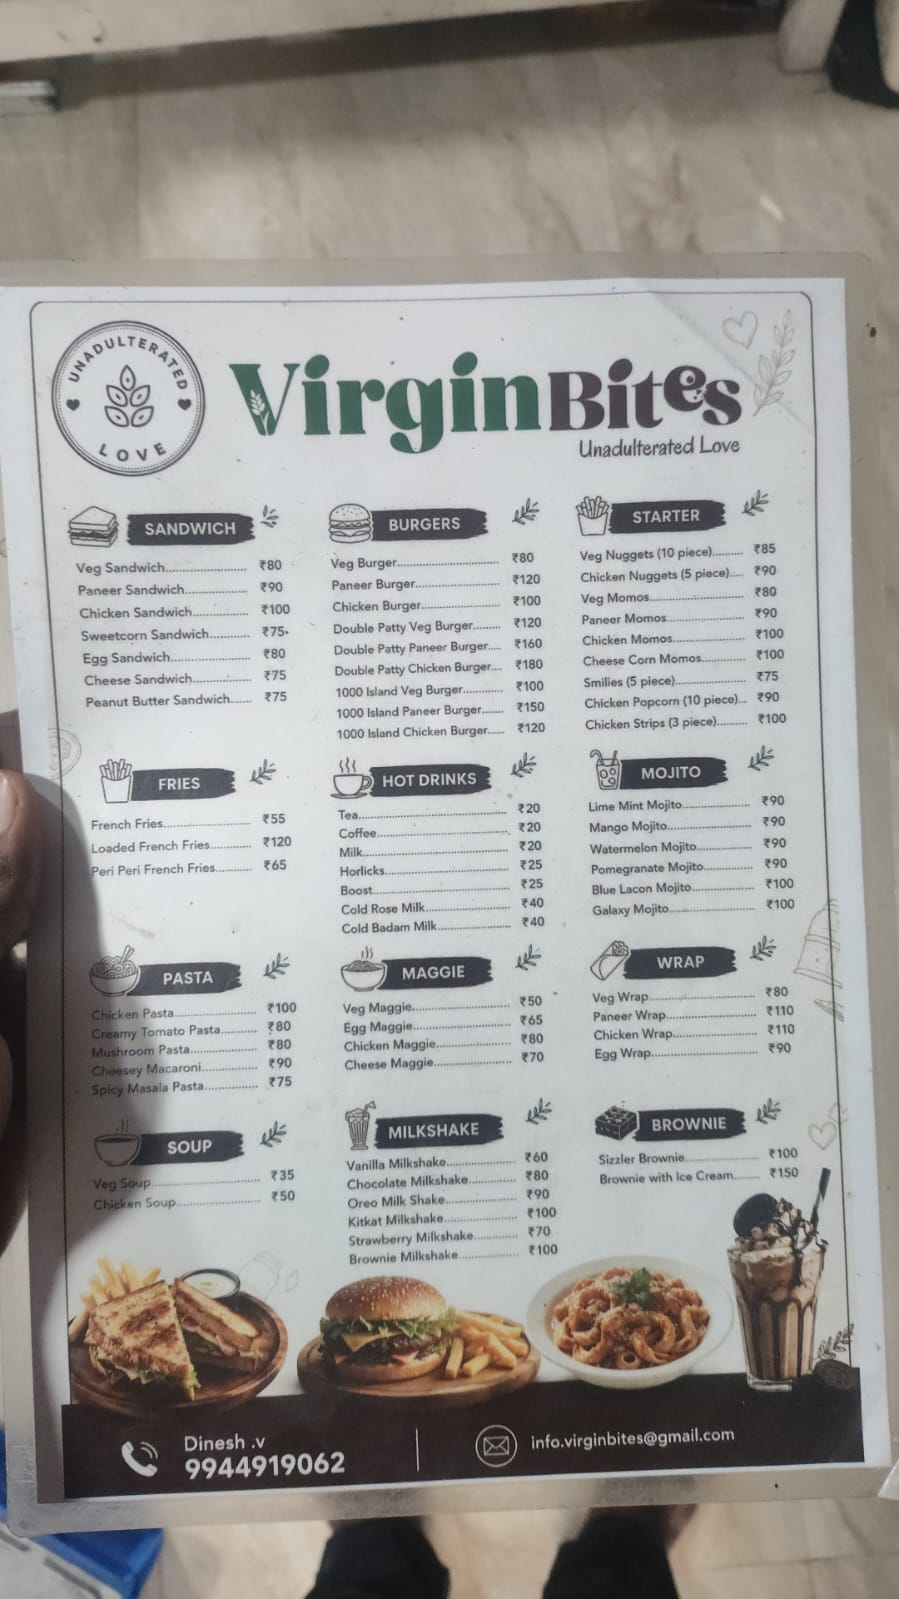 UNADULTERATED
LOVE
VirginBites
Unadulterated Love
SANDWICH
Veg Sandwich........................ ₹80
Paneer Sandwich................... ₹90
Chicken Sandwich................. ₹100
Sweetcorn Sandwich............ ₹75
Egg Sandwich........................ ₹80
Cheese Sandwich.................. ₹75
Peanut Butter Sandwich....... ₹75
BURGERS
Veg Burger............................... ₹80
Paneer Burger.......................... ₹120
Chicken Burger........................ ₹100
Double Patty Veg Burger........ ₹120
Double Patty Paneer Burger.... ₹160
Double Patty Chicken Burger.... ₹180
1000 Island Veg Burger............ ₹100
1000 Island Paneer Burger....... ₹150
1000 Island Chicken Burger..... ₹120
STARTER
Veg Nuggets (10 piece)......... ₹85
Chicken Nuggets (5 piece).... ₹90
Veg Momos............................ ₹80
Paneer Momos...................... ₹90
Chicken Momos.................... ₹100
Cheese Corn Momos............. ₹100
Smilies (5 piece)..................... ₹75
Chicken Popcorn (10 piece)... ₹90
Chicken Strips (3 piece)......... ₹100
FRIES
French Fries........................... ₹55
Loaded French Fries............ ₹120
Peri Peri French Fries........... ₹65
HOT DRINKS
Tea............................................. ₹20
Coffee....................................... ₹20
Milk............................................ ₹20
Horlicks..................................... ₹25
Boost......................................... ₹25
Cold Rose Milk........................ ₹40
Cold Badam Milk..................... ₹40
MOJITO
Lime Mint Mojito.................... ₹90
Mango Mojito........................ ₹90
Watermelon Mojito............... ₹90
Pomegranate Mojito............. ₹90
Blue Lacon Mojito.................. ₹100
Galaxy Mojito......................... ₹100
PASTA
Chicken Pasta........................ ₹100
Creamy Tomato Pasta........... ₹80
Mushroom Pasta.................... ₹80
Cheesey Macaroni................. ₹90
Spicy Masala Pasta................ ₹75
MAGGIE
Veg Maggie............................. ₹50
Egg Maggie............................. ₹65
Chicken Maggie...................... ₹80
Cheese Maggie....................... ₹70
WRAP
Veg Wrap................................ ₹80
Paneer Wrap........................... ₹110
Chicken Wrap......................... ₹110
Egg Wrap................................ ₹90
SOUP
Veg Soup................................ ₹35
Chicken Soup......................... ₹50
MILKSHAKE
Vanilla Milkshake.................... ₹60
Chocolate Milkshake.............. ₹80
Oreo Milk Shake..................... ₹90
Kitkat Milkshake...................... ₹100
Strawberry Milkshake............. ₹70
Brownie Milkshake.................. ₹100
BROWNIE
Sizzler Brownie....................... ₹100
Brownie with Ice Cream........ ₹150
Dinesh .v
9944919062
info.virginbites@gmail.com